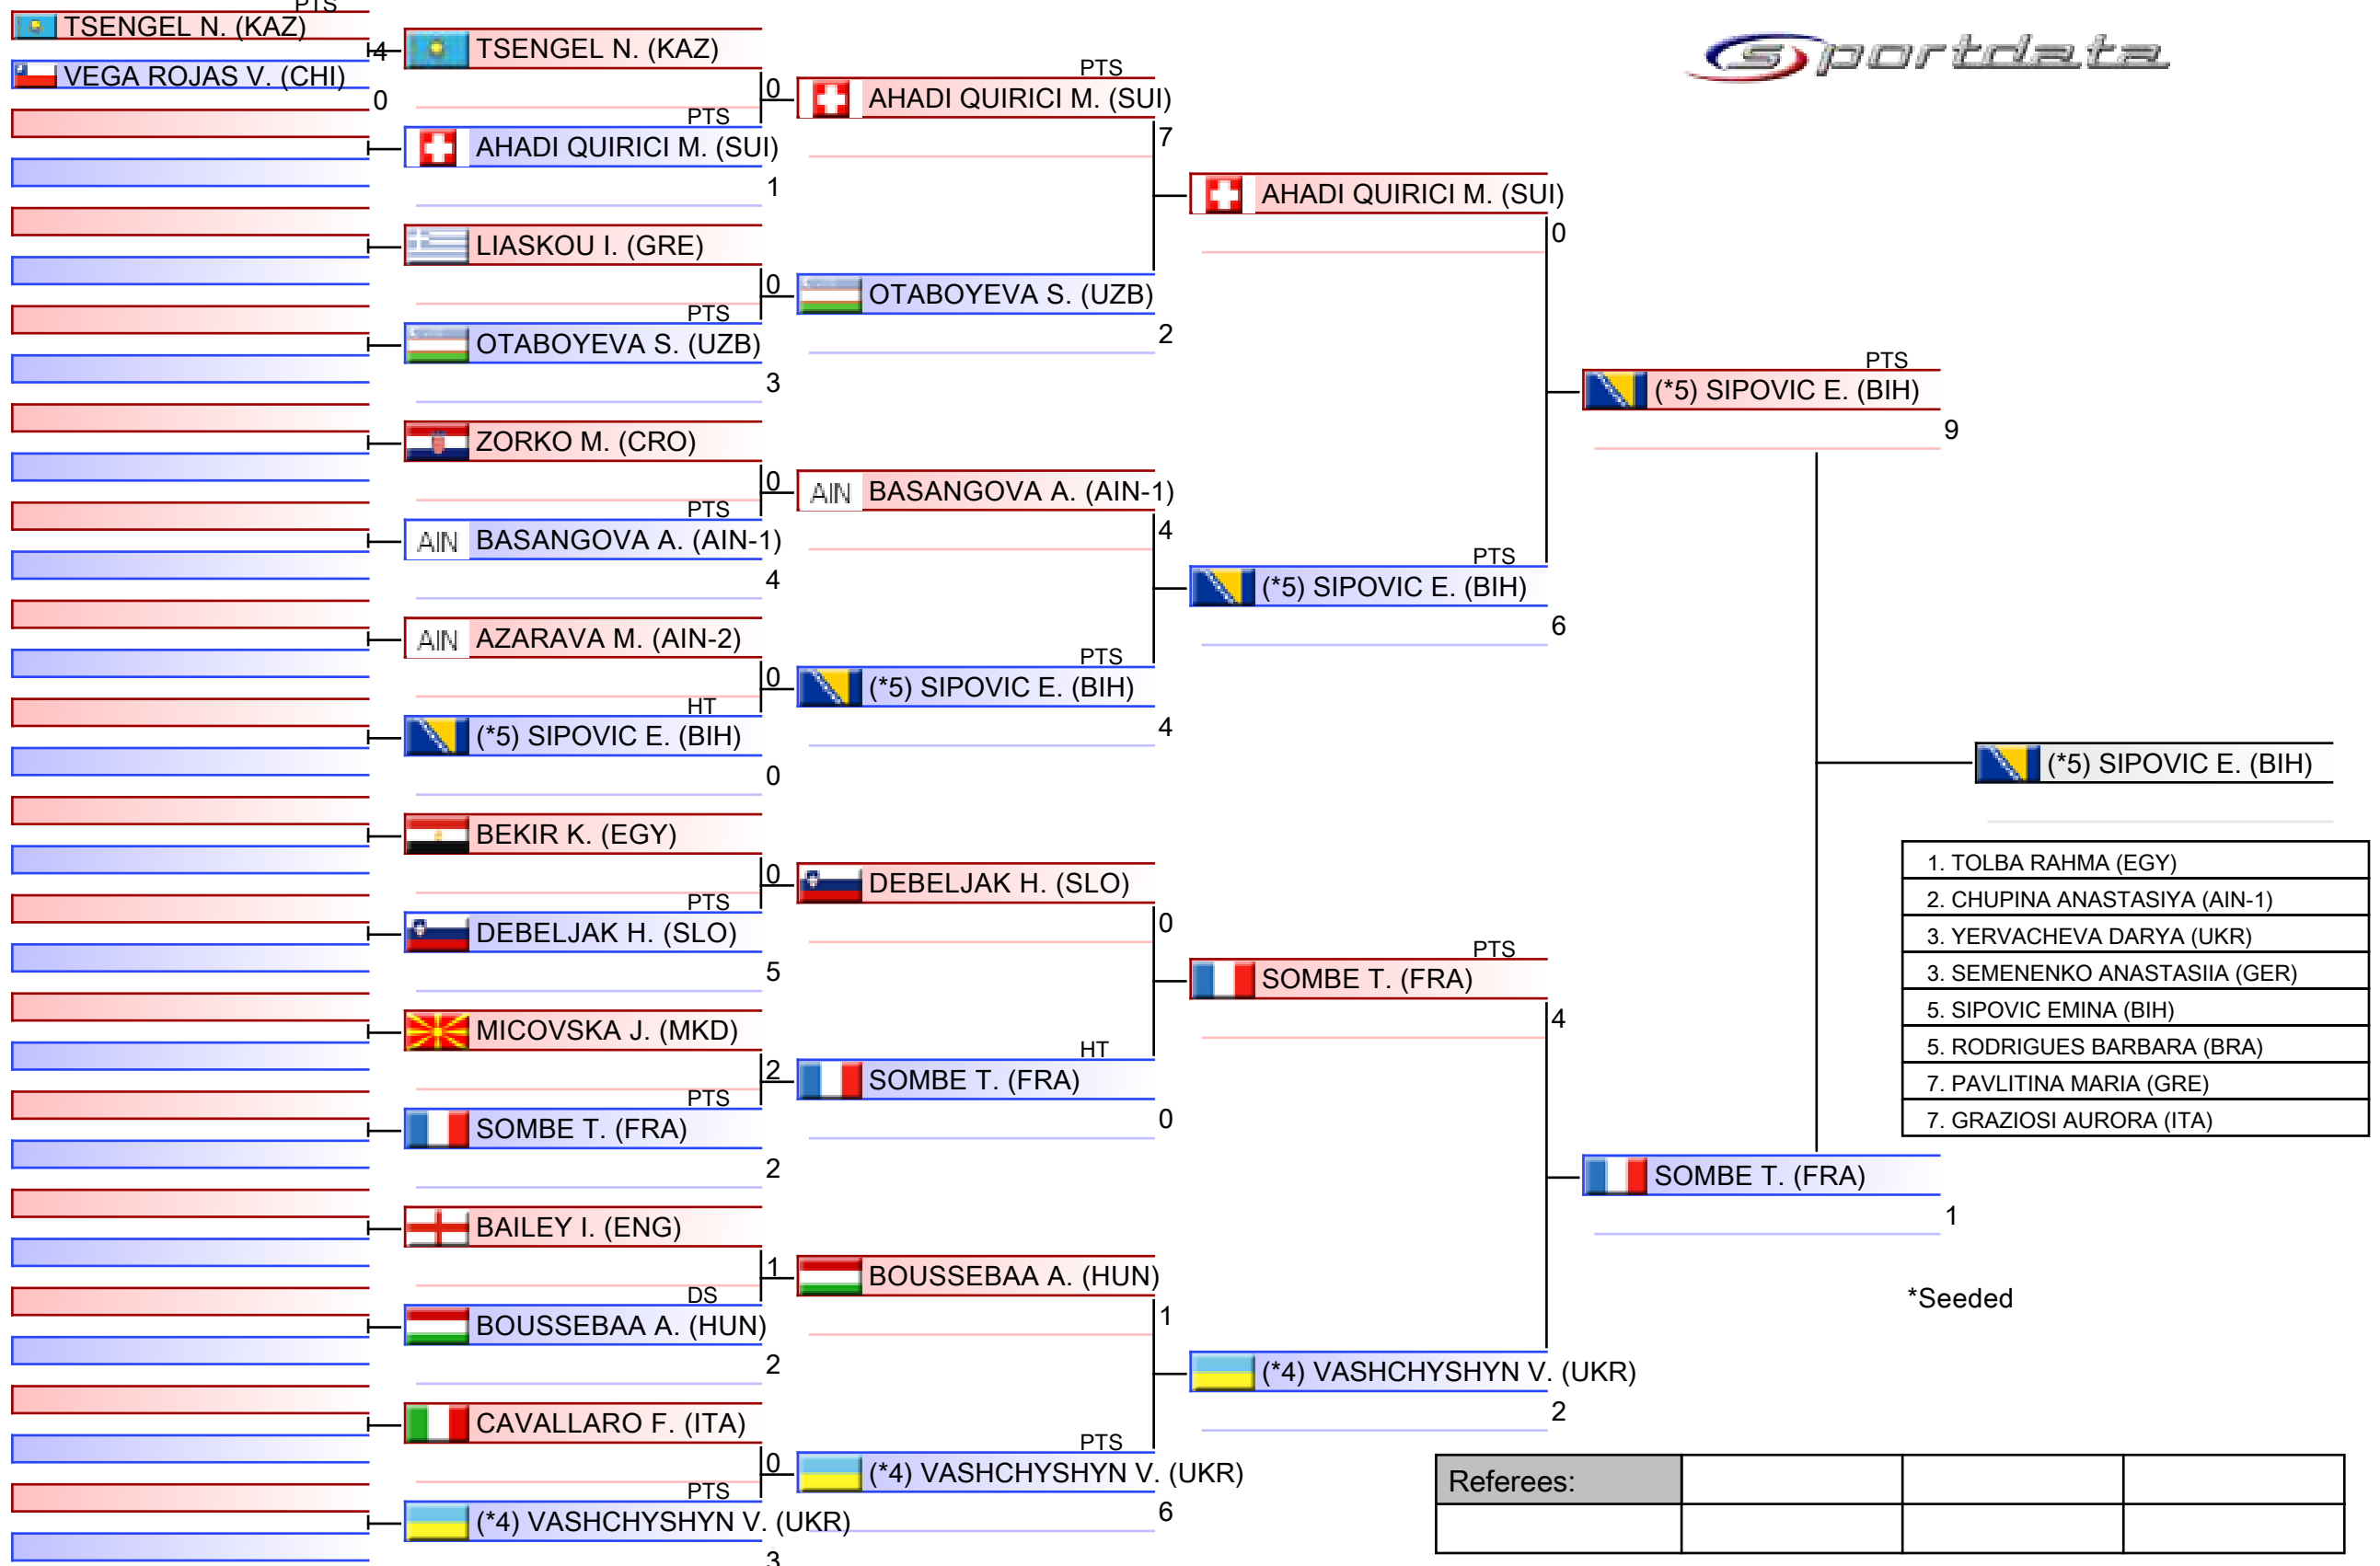 PTS
TSENGEL N. (KAZ)
4
VEGA ROJAS V. (CHI)
0
TSENGEL N. (KAZ)
0
PTS
AHADI QUIRICI M. (SUI)
1
LIASKOU I. (GRE)
0
PTS
OTABOYEVA S. (UZB)
3
ZORKO M. (CRO)
0
PTS
AIN BASANGOVA A. (AIN-1)
4
AIN AZARAVA M. (AIN-2)
0
HT
(*5) SIPOVIC E. (BIH)
0
BEKIR K. (EGY)
0
PTS
DEBELJAK H. (SLO)
5
MICOVSKA J. (MKD)
2
PTS
SOMBE T. (FRA)
2
BAILEY I. (ENG)
1
DS
BOUSSEBAA A. (HUN)
2
CAVALLARO F. (ITA)
0
PTS
(*4) VASHCHYSHYN V. (UKR)
3
PTS
AHADI QUIRICI M. (SUI)
7
OTABOYEVA S. (UZB)
2
AIN BASANGOVA A. (AIN-1)
4
PTS
(*5) SIPOVIC E. (BIH)
4
DEBELJAK H. (SLO)
0
HT
SOMBE T. (FRA)
0
BOUSSEBAA A. (HUN)
1
PTS
(*4) VASHCHYSHYN V. (UKR)
6
AHADI QUIRICI M. (SUI)
0
PTS
(*5) SIPOVIC E. (BIH)
6
PTS
SOMBE T. (FRA)
4
(*4) VASHCHYSHYN V. (UKR)
2
sportdata
PTS
(*5) SIPOVIC E. (BIH)
9
SOMBE T. (FRA)
1
(*5) SIPOVIC E. (BIH)
1. TOLBA RAHMA (EGY)
2. CHUPINA ANASTASIYA (AIN-1)
3. YERVACHEVA DARYA (UKR)
3. SEMENENKO ANASTASIIA (GER)
5. SIPOVIC EMINA (BIH)
5. RODRIGUES BARBARA (BRA)
7. PAVLITINA MARIA (GRE)
7. GRAZIOSI AURORA (ITA)
*Seeded
Referees: